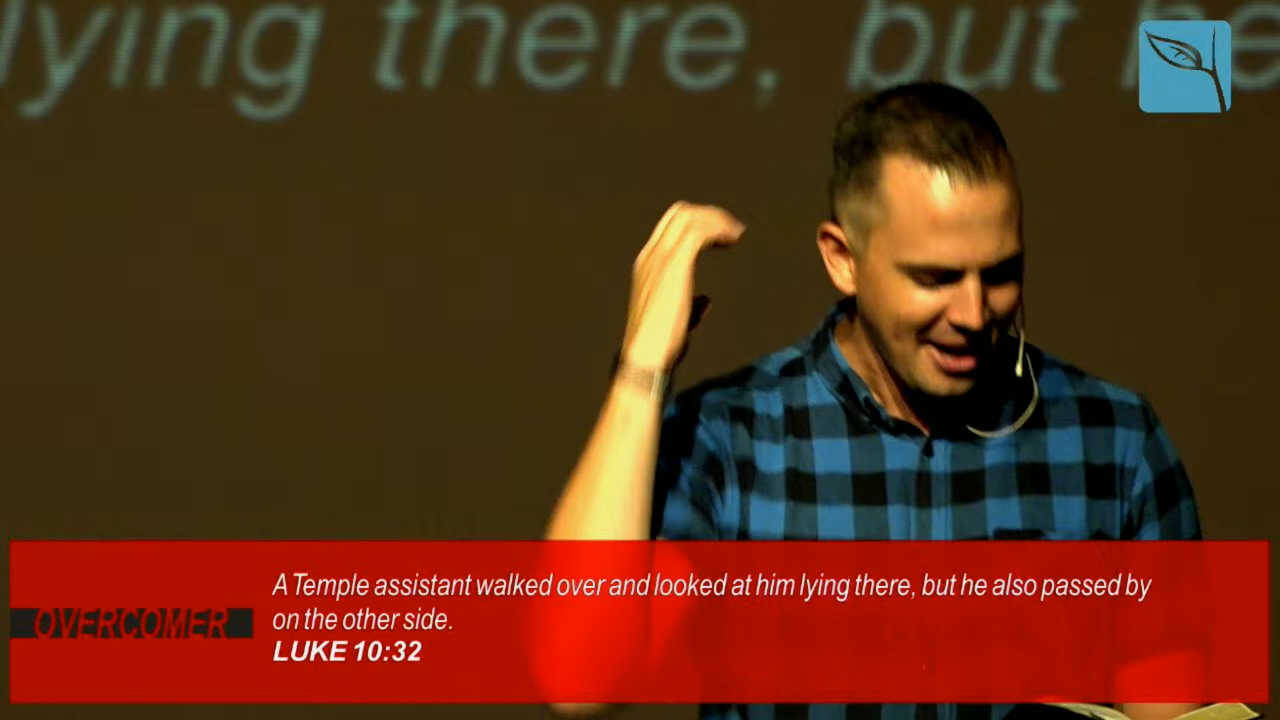 lying there, but he
A Temple assistant walked over and looked at him lying there, but he also passed by
on the other side.
OVERCOMER
LUKE 10:32